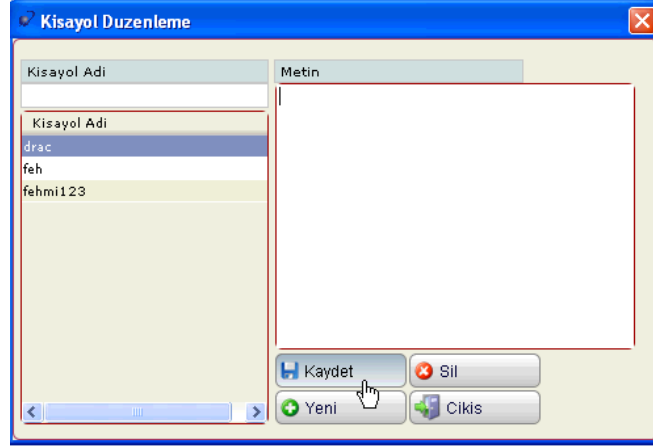 Kisayol Duzenleme
Kisayol Adi
Metin
Kisayol Adi
drac
feh
fehmi123
Kaydet
Sil
Yeni
Cikis